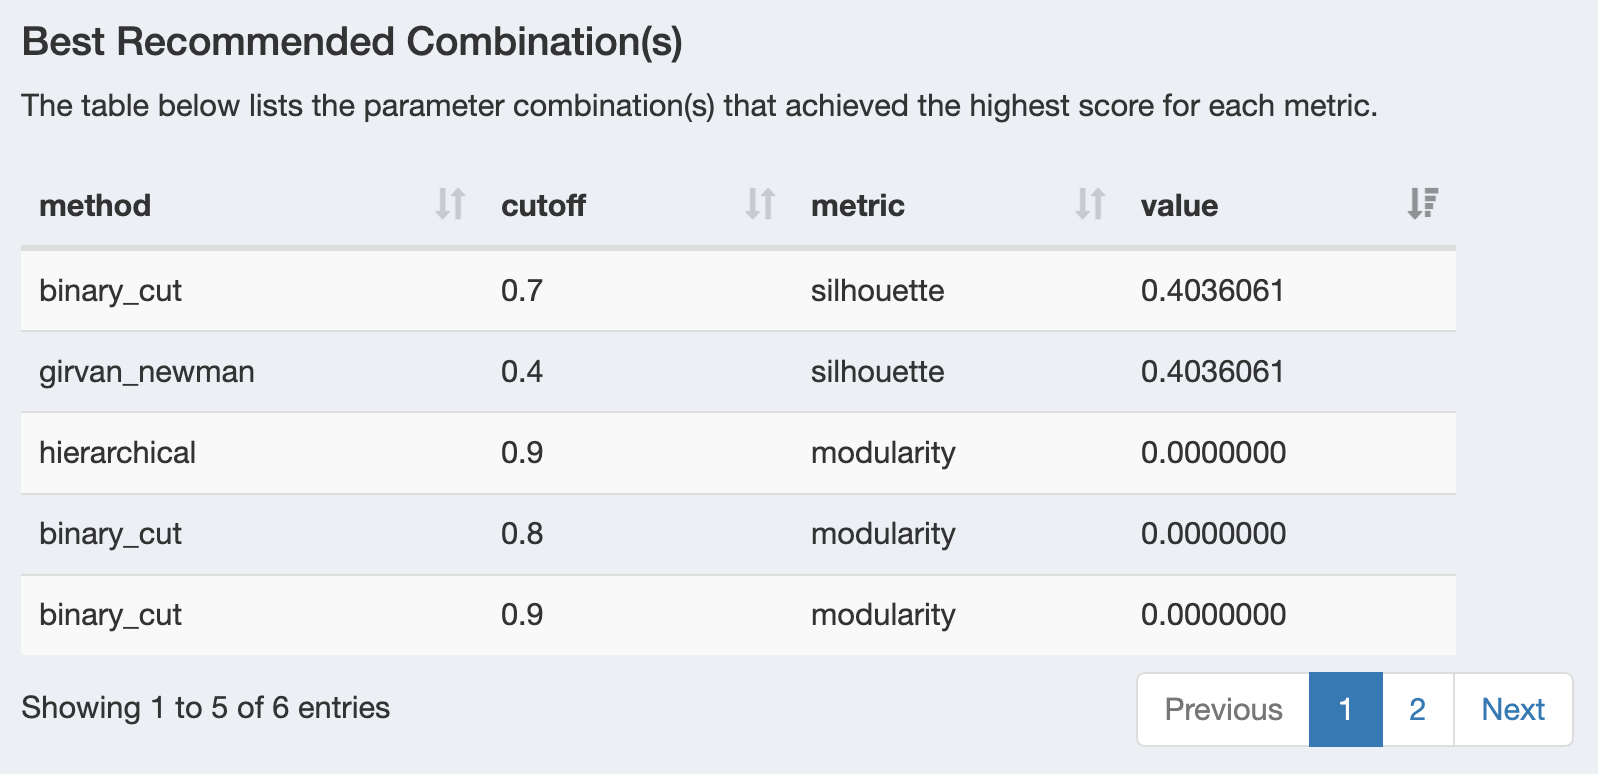 Best Recommended Combination(s)
The table below lists the parameter combination(s) that achieved the highest score for each metric.
method cutoff metric value
binary_cut 0.7 silhouette 0.4036061
girvan_newman 0.4 silhouette 0.4036061
hierarchical 0.9 modularity 0.0000000
binary_cut 0.8 modularity 0.0000000
binary_cut 0.9 modularity 0.0000000
Showing 1 to 5 of 6 entries Previous 1 2 Next